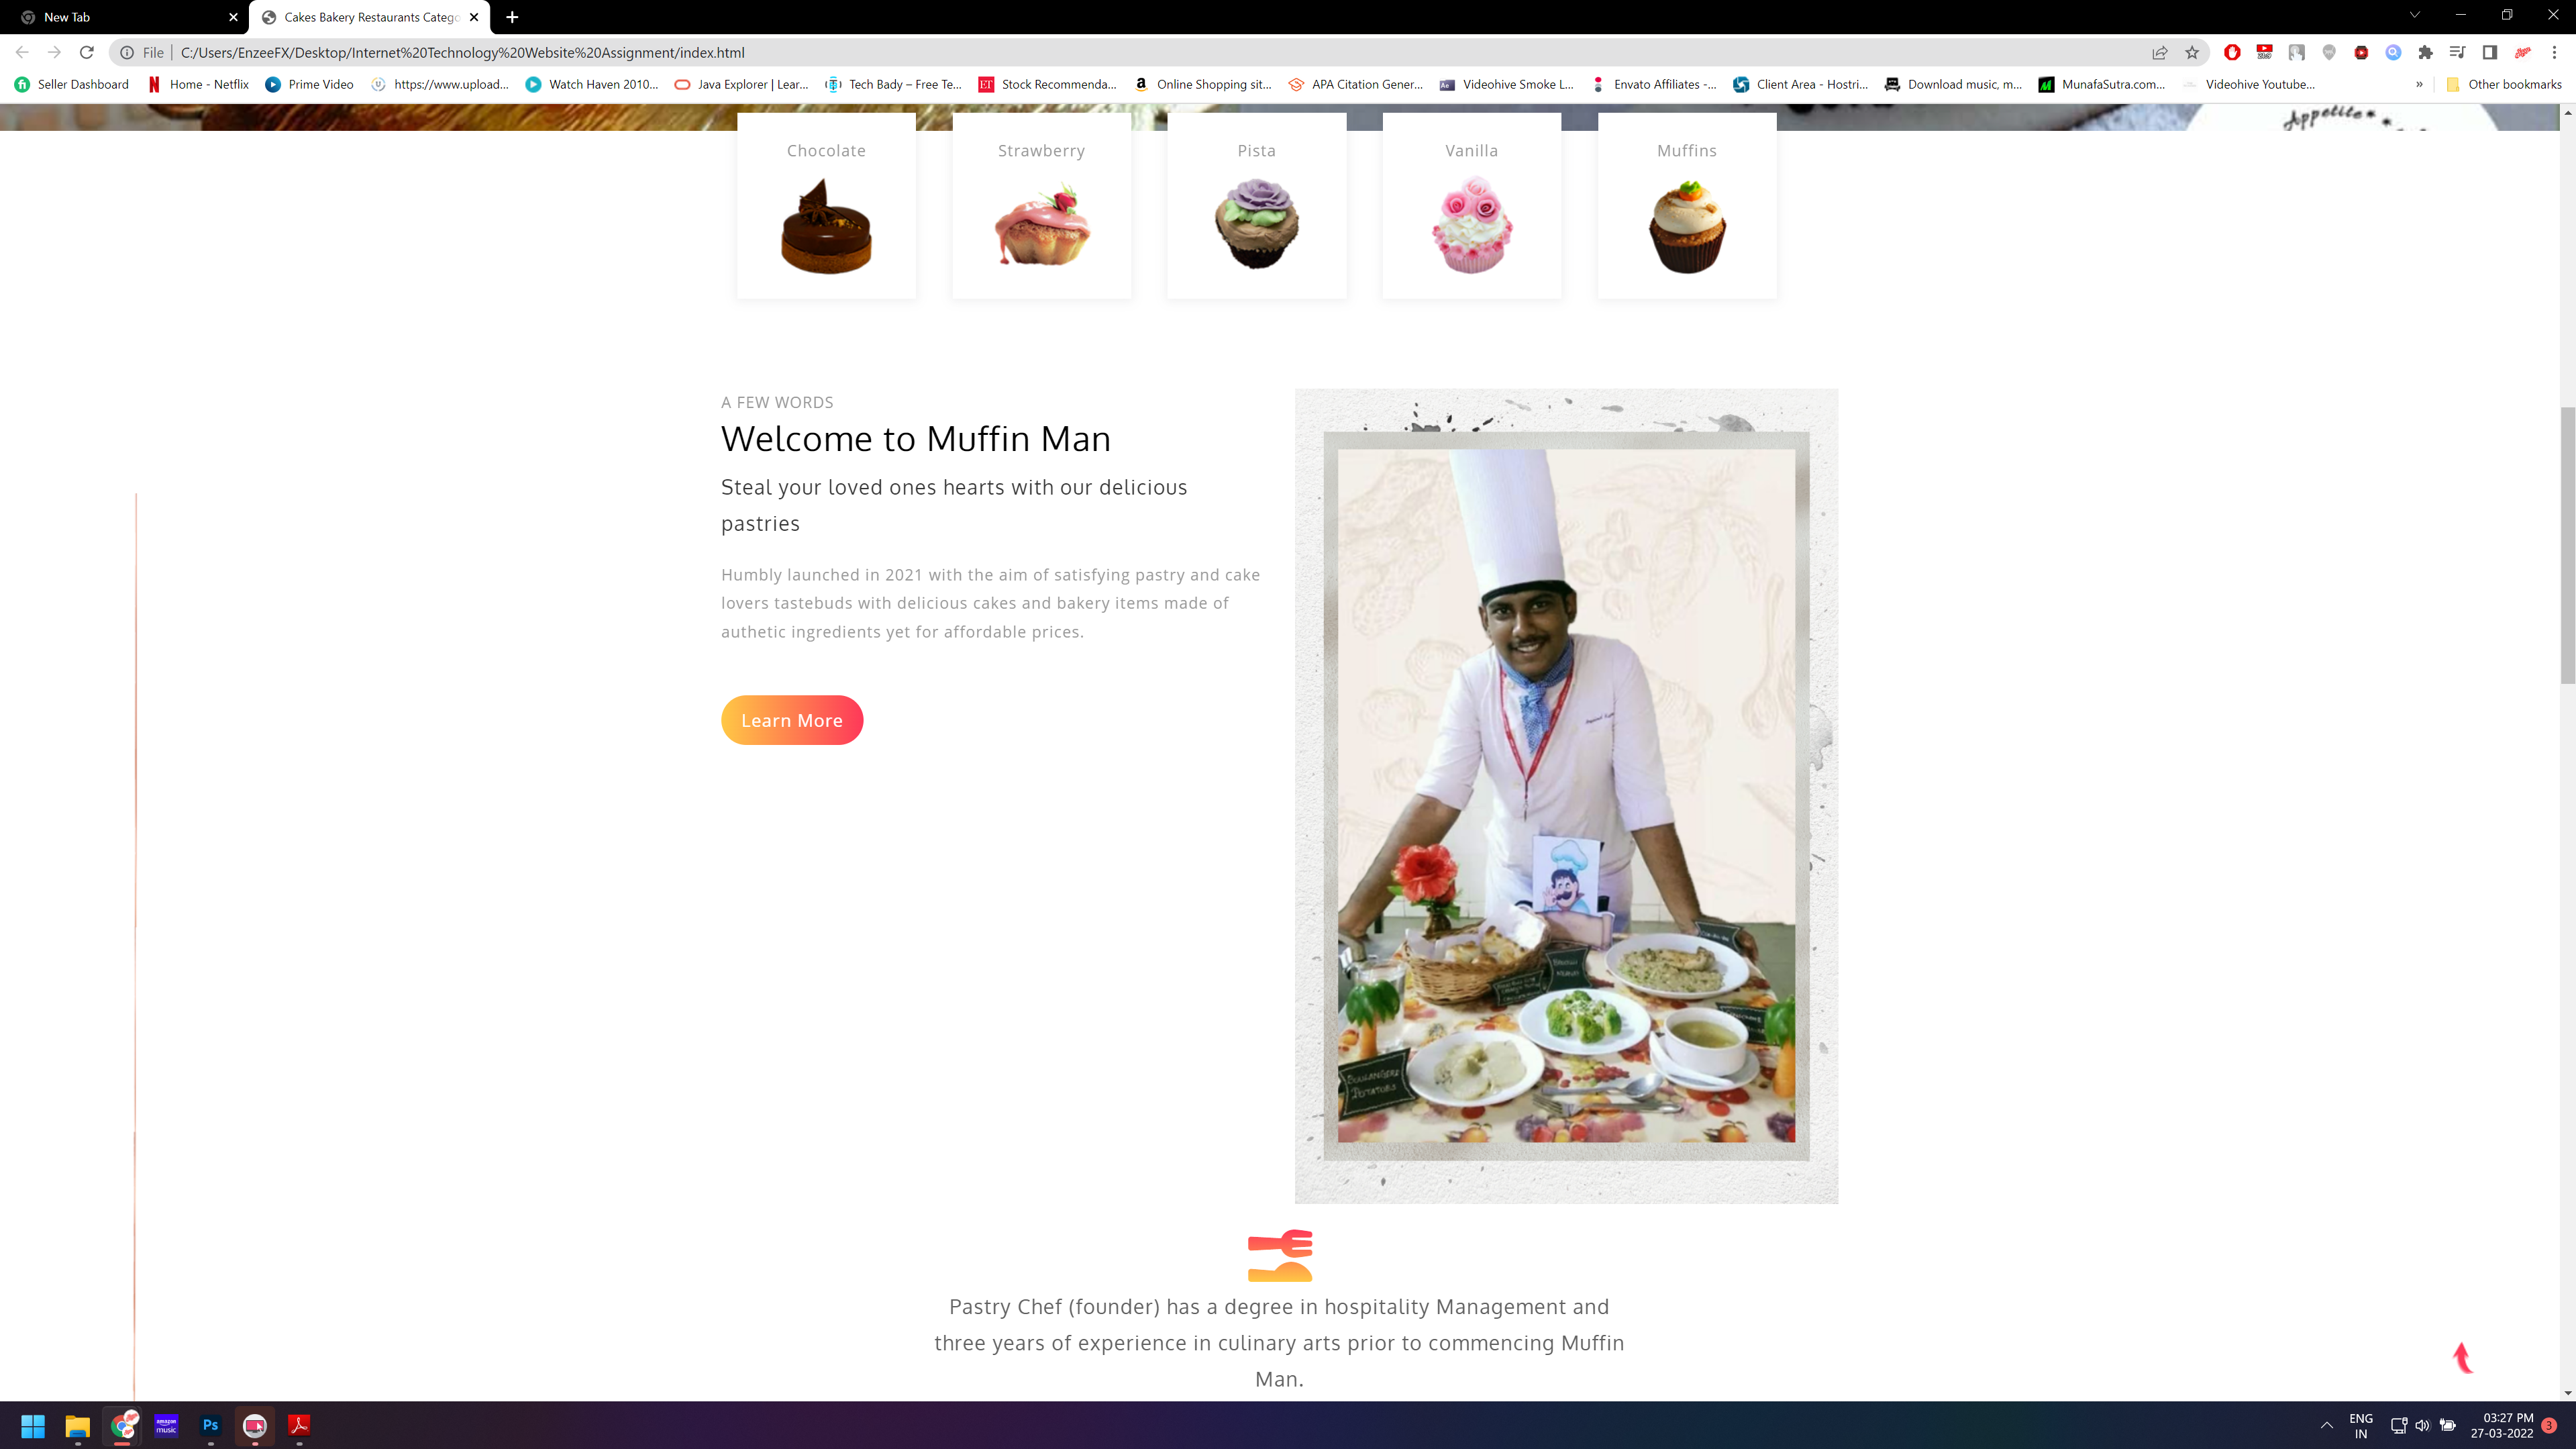 New Tab
Cakes Bakery Restaurants Catego
File
C:/Users/EnzeeFX/Desktop/Internet%20Technology%20Website%20Assignment/index.html
Seller Dashboard
Home - Netflix
Prime Video
https://www.upload...
Watch Haven 2010...
Java Explorer | Lear...
Tech Bady – Free Te...
Stock Recommenda...
Online Shopping sit...
APA Citation Gener...
Videohive Smoke L...
Envato Affiliates -...
Client Area - Hostri...
Download music, m...
MunafaSutra.com...
Videohive Youtube...
»
Other bookmarks
Appetite
Chocolate
Strawberry
Pista
Vanilla
Muffins
A FEW WORDS
Welcome to Muffin Man
Steal your loved ones hearts with our delicious
pastries
Humbly launched in 2021 with the aim of satisfying pastry and cake
lovers tastebuds with delicious cakes and bakery items made of
authetic ingredients yet for affordable prices.
Learn More
BOULANGERE
POTATOES
Pastry Chef (founder) has a degree in hospitality Management and
three years of experience in culinary arts prior to commencing Muffin
Man.
amazon
music
Ps
ENG
IN
03:27 PM
27-03-2022
3